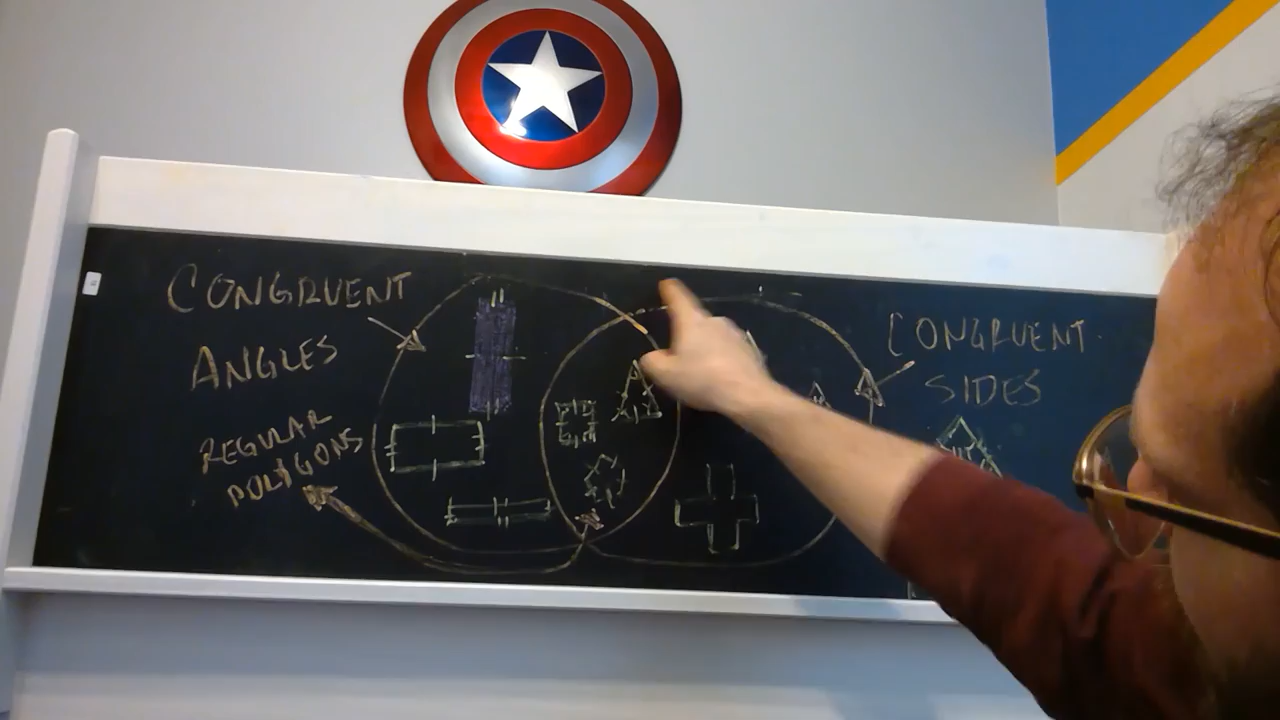 CONGRUENT
ANGLES
REGULAR
POLYGONS
CONGRUENT
SIDES